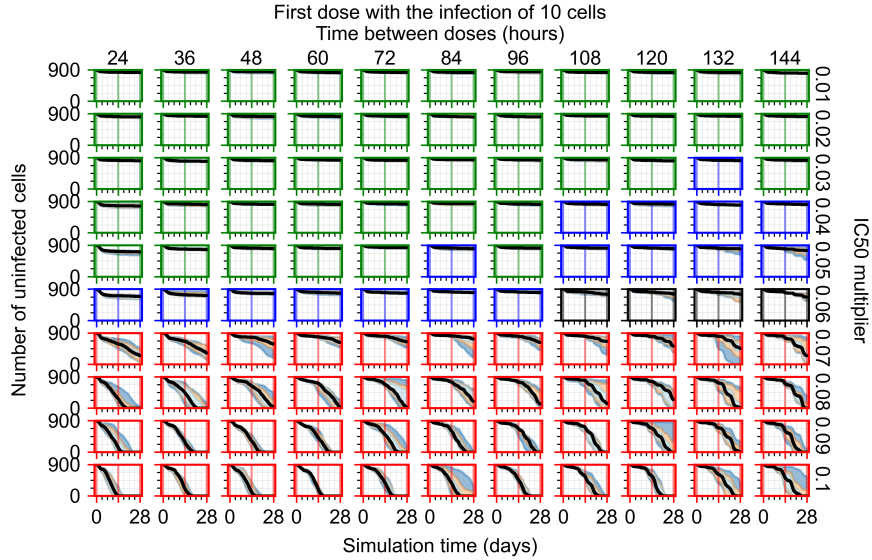 First dose with the infection of 10 cells
Time between doses (hours)
24 36 48 60 72 84 96 108 120 132 144
Number of uninfected cells
900 0 0.01
900 0 0.02
900 0 0.03
900 0 0.04
900 0 0.05
900 0 0.06
900 0 0.07
900 0 0.08
900 0 0.09
900 0 0.1
IC50 multiplier
0 28 0 28 0 28 0 28 0 28 0 28 0 28 0 28 0 28 0 28 0 28
Simulation time (days)